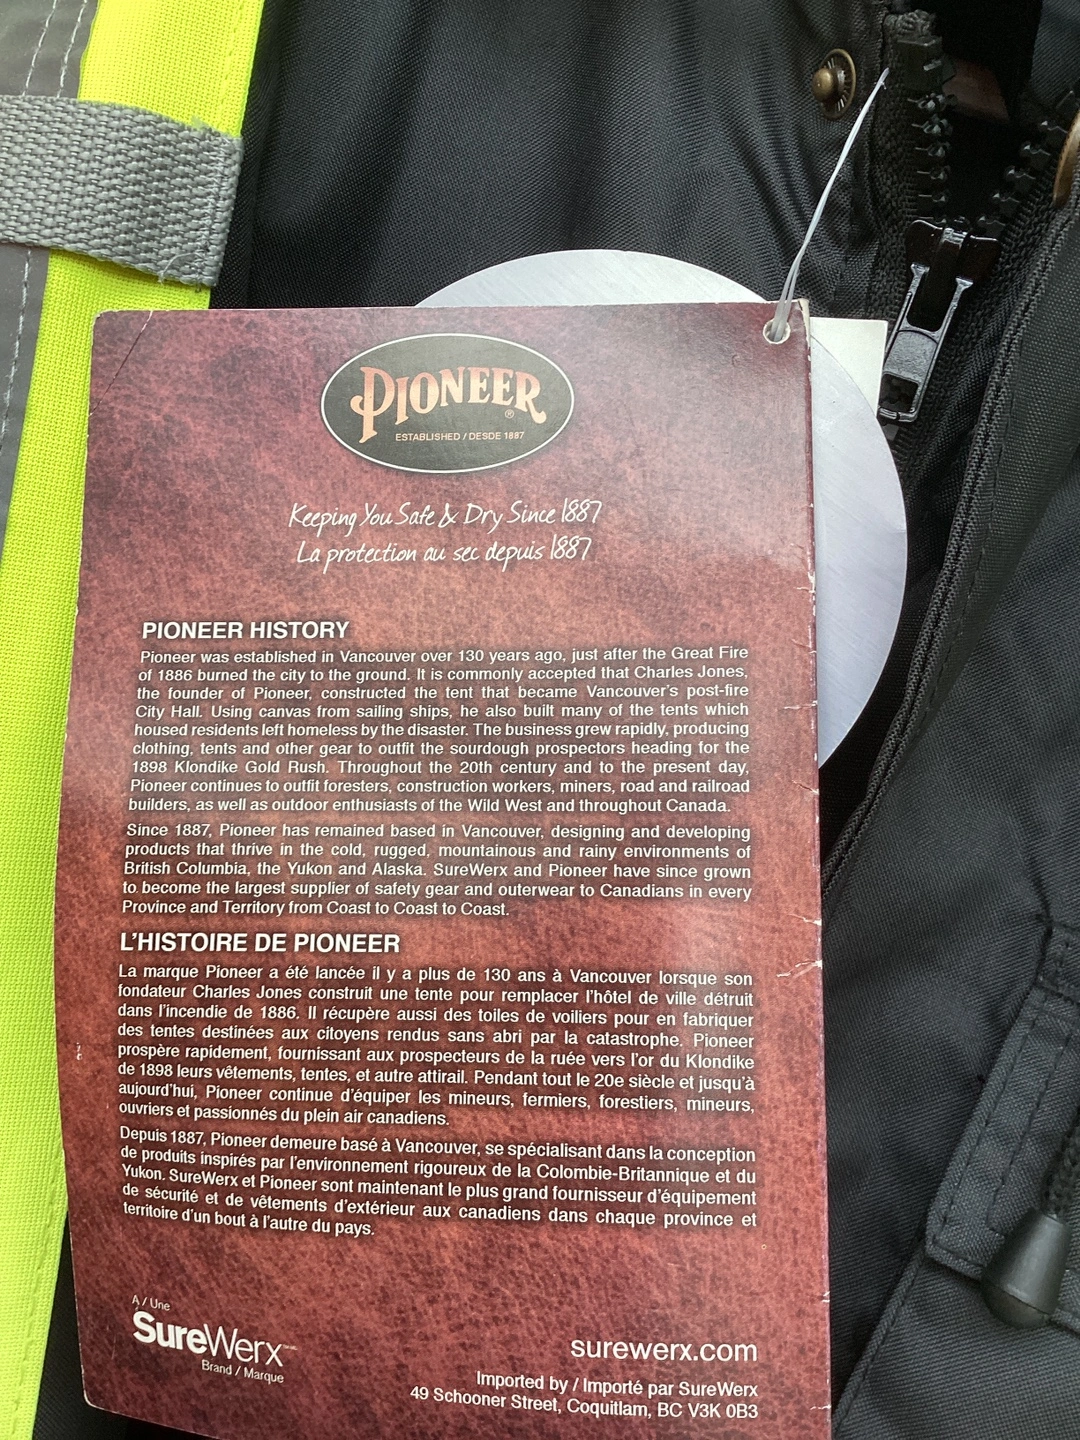 PIONEER®
ESTABLISHED / DESDE 1887
Keeping You Safe & Dry Since 1887
La protection au sec depuis 1887
PIONEER HISTORY
Pioneer was established in Vancouver over 130 years ago, just after the Great Fire
of 1886 burned the city to the ground. It is commonly accepted that Charles Jones,
the founder of Pioneer, constructed the tent that became Vancouver's post-fire
City Hall. Using canvas from sailing ships, he also built many of the tents which
housed residents left homeless by the disaster. The business grew rapidly, producing
clothing, tents and other gear to outfit the sourdough prospectors heading for the
1898 Klondike Gold Rush. Throughout the 20th century and to the present day,
Pioneer continues to outfit foresters, construction workers, miners, road and railroad
builders, as well as outdoor enthusiasts of the Wild West and throughout Canada.
Since 1887, Pioneer has remained based in Vancouver, designing and developing
products that thrive in the cold, rugged, mountainous and rainy environments of
British Columbia, the Yukon and Alaska. SureWerx and Pioneer have since grown
to become the largest supplier of safety gear and outerwear to Canadians in every
Province and Territory from Coast to Coast to Coast.
L'HISTOIRE DE PIONEER
La marque Pioneer a été lancée il y a plus de 130 ans à Vancouver lorsque son
fondateur Charles Jones construit une tente pour remplacer l'hôtel de ville détruit
dans l'incendie de 1886. Il récupère aussi des toiles de voiliers pour en fabriquer
des tentes destinées aux citoyens rendus sans abri par la catastrophe. Pioneer
prospère rapidement, fournissant aux prospecteurs de la ruée vers l'or du Klondike
de 1898 leurs vêtements, tentes, et autre attirail. Pendant tout le 20e siècle et jusqu'à
aujourd'hui, Pioneer continue d'équiper les mineurs, fermiers, forestiers, mineurs,
ouvriers et passionnés du plein air canadiens.
Depuis 1887, Pioneer demeure basé à Vancouver, se spécialisant dans la conception
de produits inspirés par l'environnement rigoureux de la Colombie-Britannique et du
Yukon. SureWerx et Pioneer sont maintenant le plus grand fournisseur d'équipement
de sécurité et de vêtements d'extérieur aux canadiens dans chaque province et
territoire d'un bout à l'autre du pays.
A / Une
SureWerx
Brand / Marque
surewerx.com
Imported by / Importé par SureWerx
49 Schooner Street, Coquitlam, BC V3K 0B3